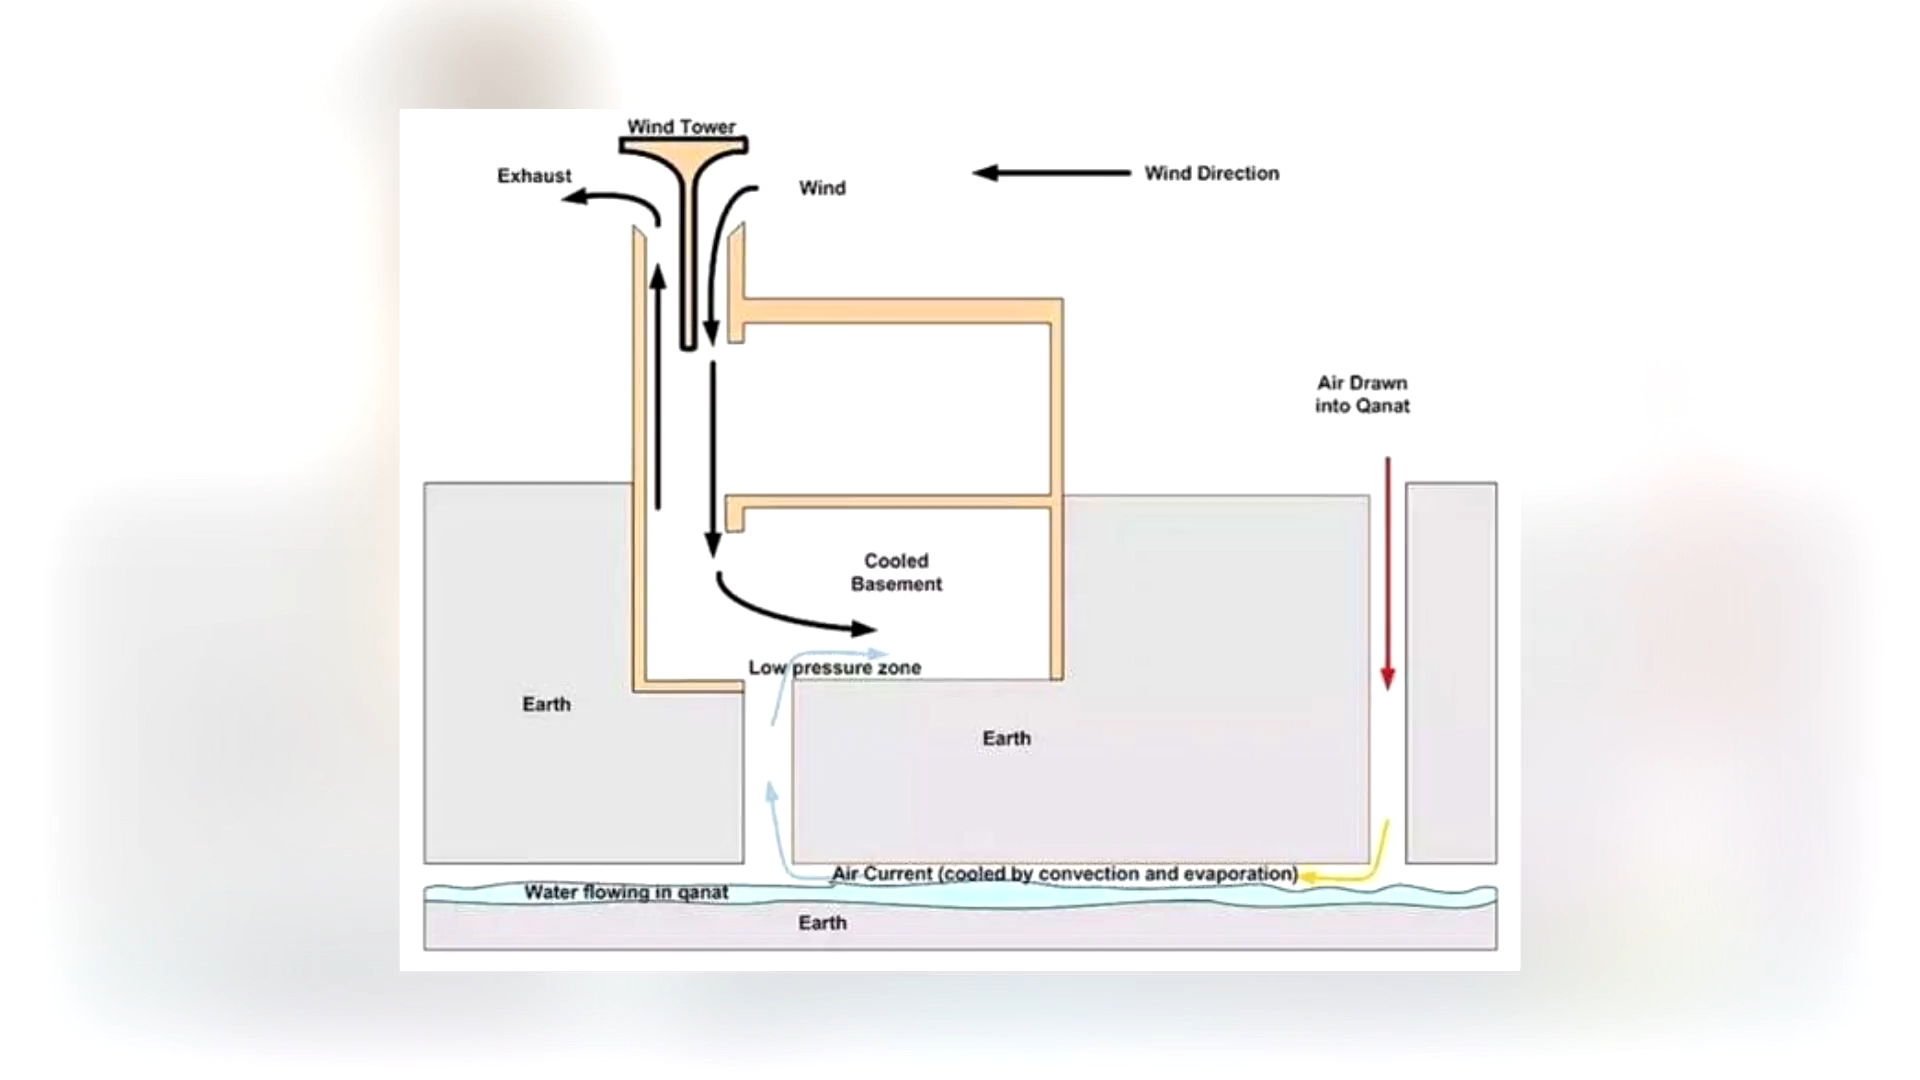 Wind Tower
Exhaust
Wind
Wind Direction
Air Drawn
into Qanat
Cooled
Basement
Low pressure zone
Earth
Earth
Air Current (cooled by convection and evaporation)
Water flowing in qanat
Earth